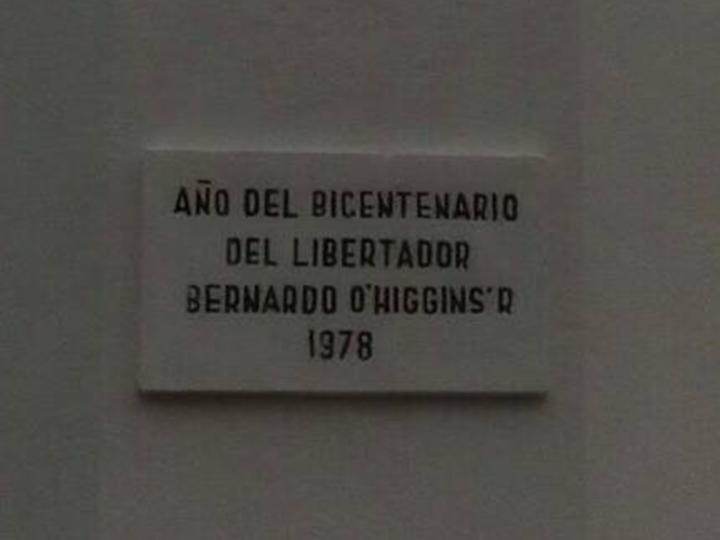 AÑO DEL BICENTENARIO
DEL LIBERTADOR
BERNARDO O'HIGGINS'R
1978